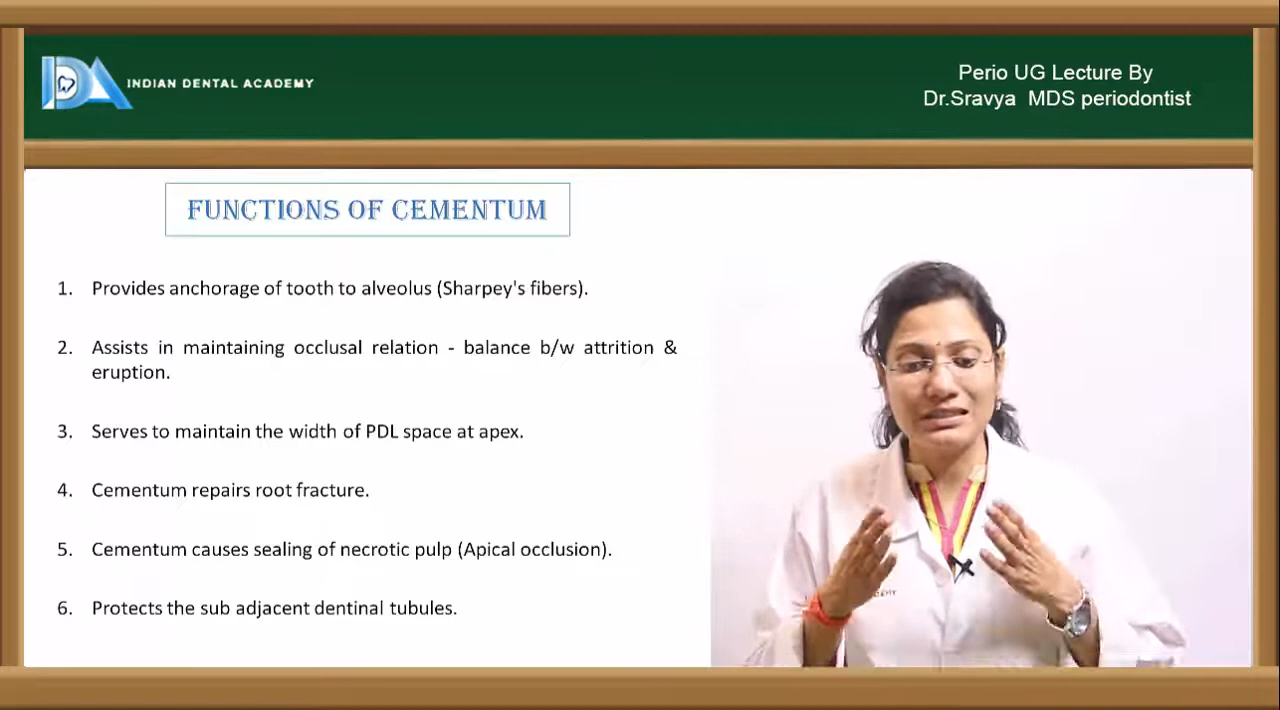 INDIAN DENTAL ACADEMY
Perio UG Lecture By
Dr.Sravya MDS periodontist
FUNCTIONS OF CEMENTUM
1. Provides anchorage of tooth to alveolus (Sharpey's fibers).
2. Assists in maintaining occlusal relation - balance b/w attrition &
eruption.
3. Serves to maintain the width of PDL space at apex.
4. Cementum repairs root fracture.
5. Cementum causes sealing of necrotic pulp (Apical occlusion).
6. Protects the sub adjacent dentinal tubules.